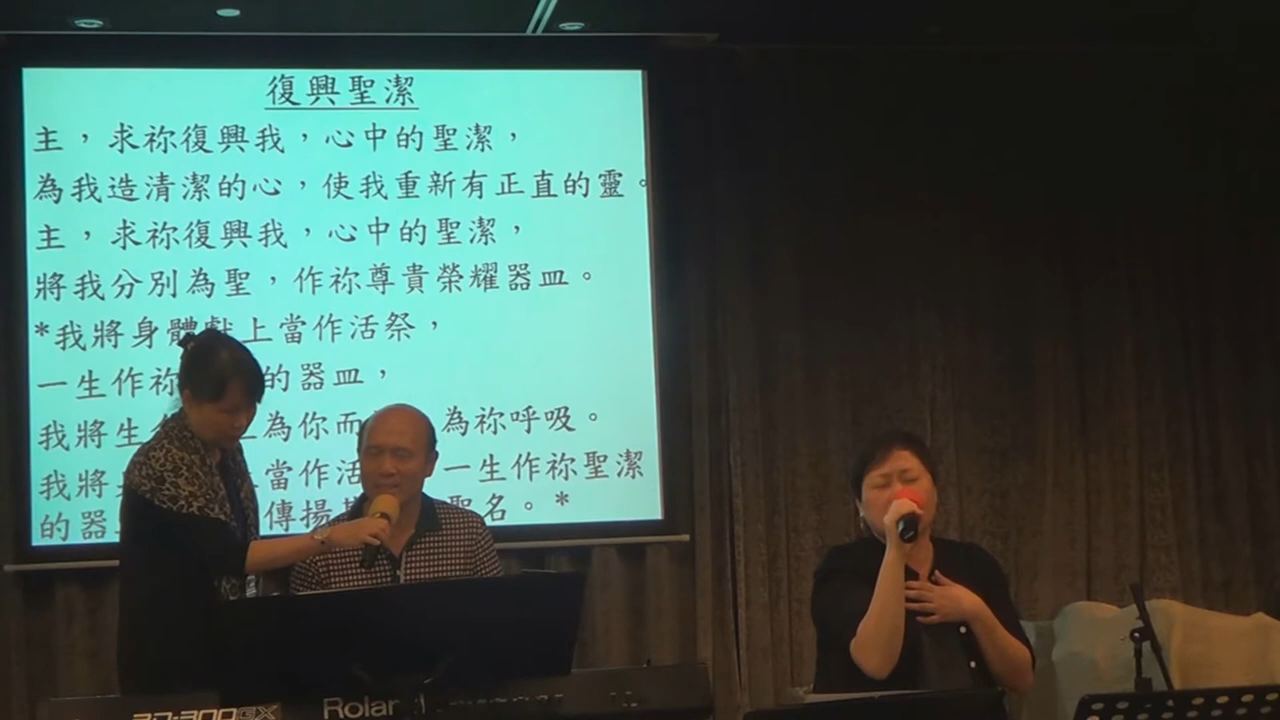 復興聖潔
主，求祢復興我，心中的聖潔，
為我造清潔的心，使我重新有正直的靈。
主，求祢復興我，心中的聖潔，
將我分別為聖，作祢尊貴榮耀器皿。
*我將身體獻上當作活祭，
一生作祢 的器皿，
我將生 為你而 為祢呼吸。
我將 當作活 一生作祢聖潔
的器 傳揚 聖名。*
Roland